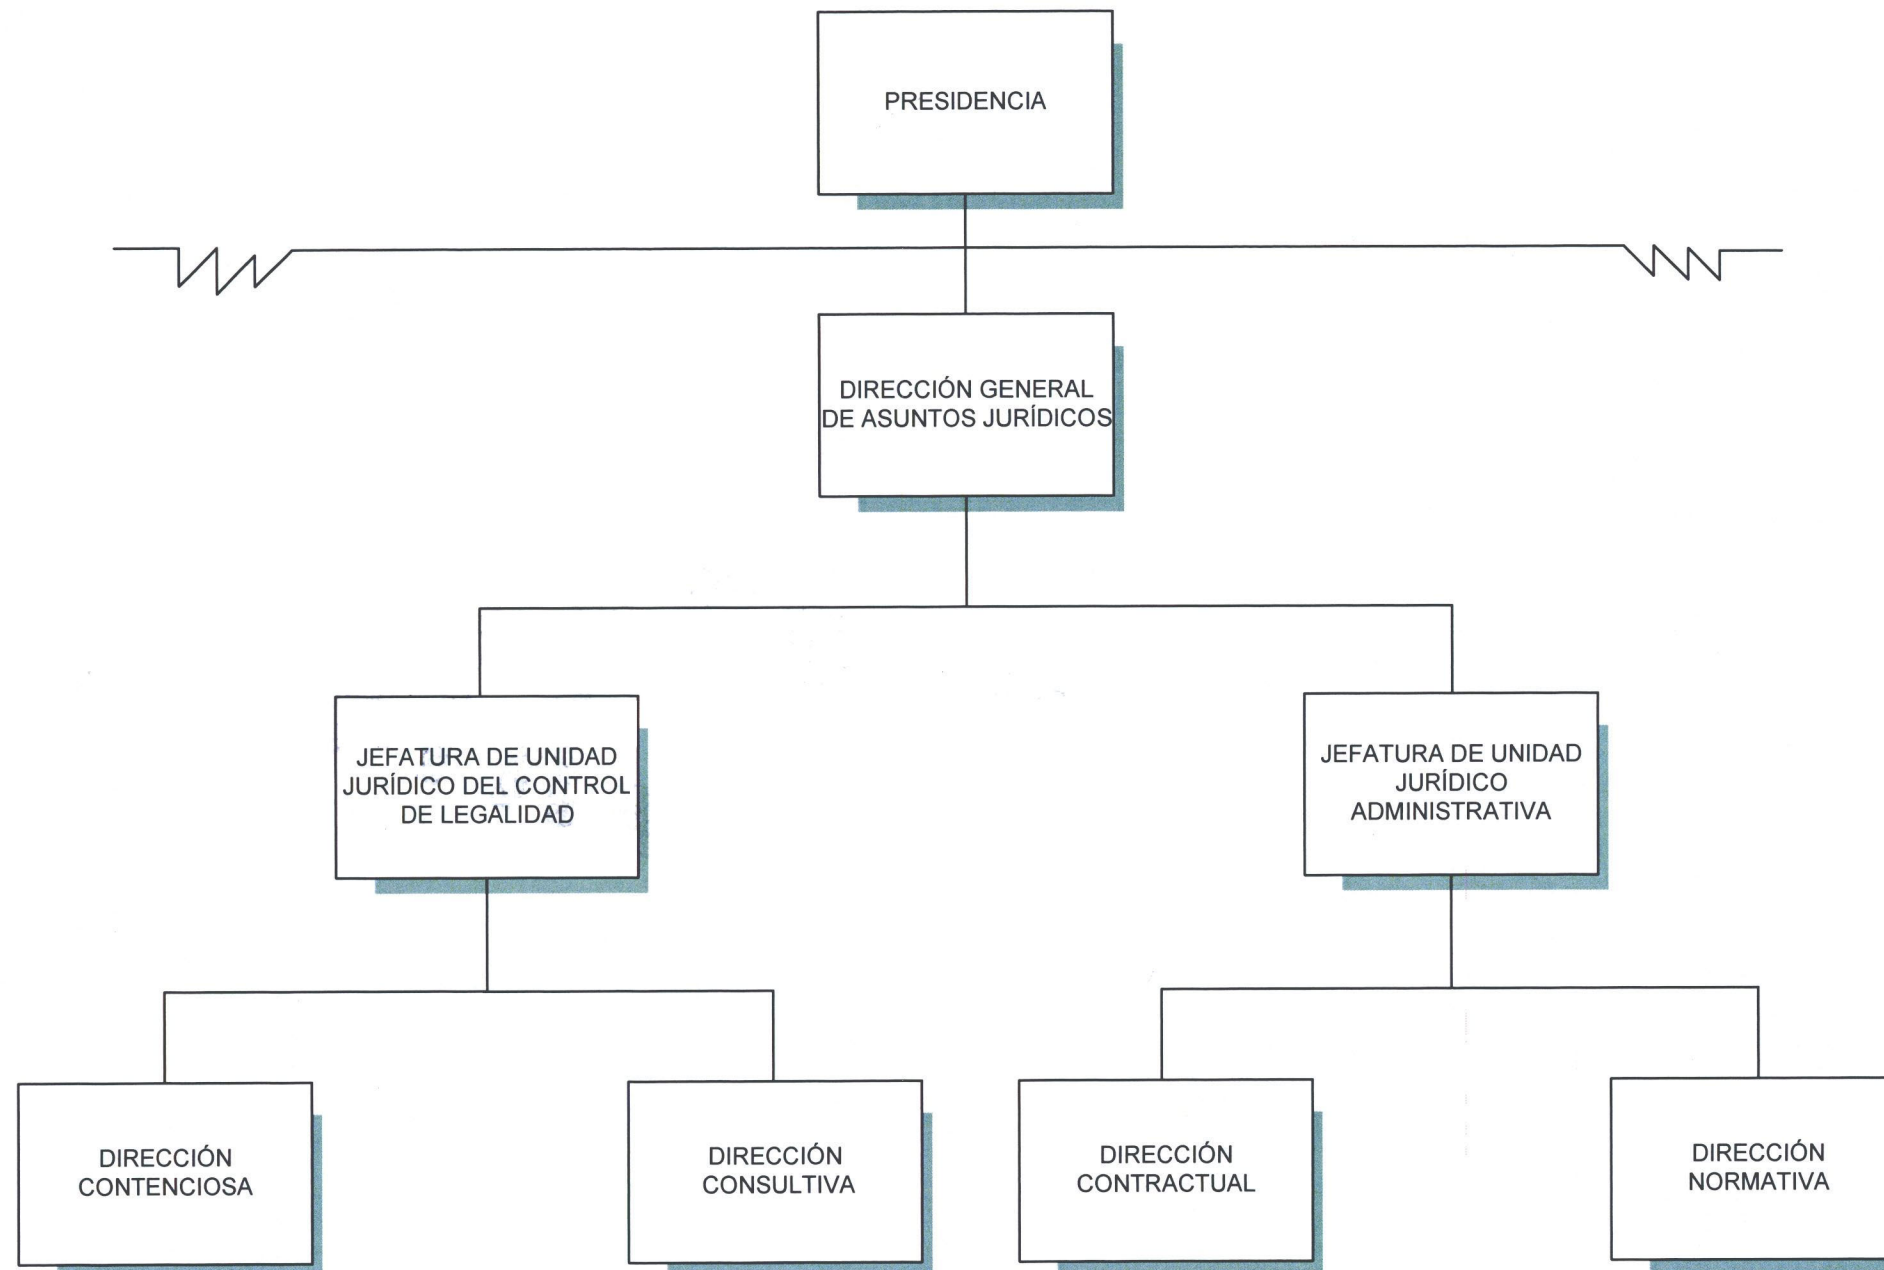 PRESIDENCIA
DIRECCIÓN GENERAL
DE ASUNTOS JURÍDICOS
JEFATURA DE UNIDAD
JURÍDICO DEL CONTROL
DE LEGALIDAD
JEFATURA DE UNIDAD
JURÍDICO
ADMINISTRATIVA
DIRECCIÓN
CONTENCIOSA
DIRECCIÓN
CONSULTIVA
DIRECCIÓN
CONTRACTUAL
DIRECCIÓN
NORMATIVA